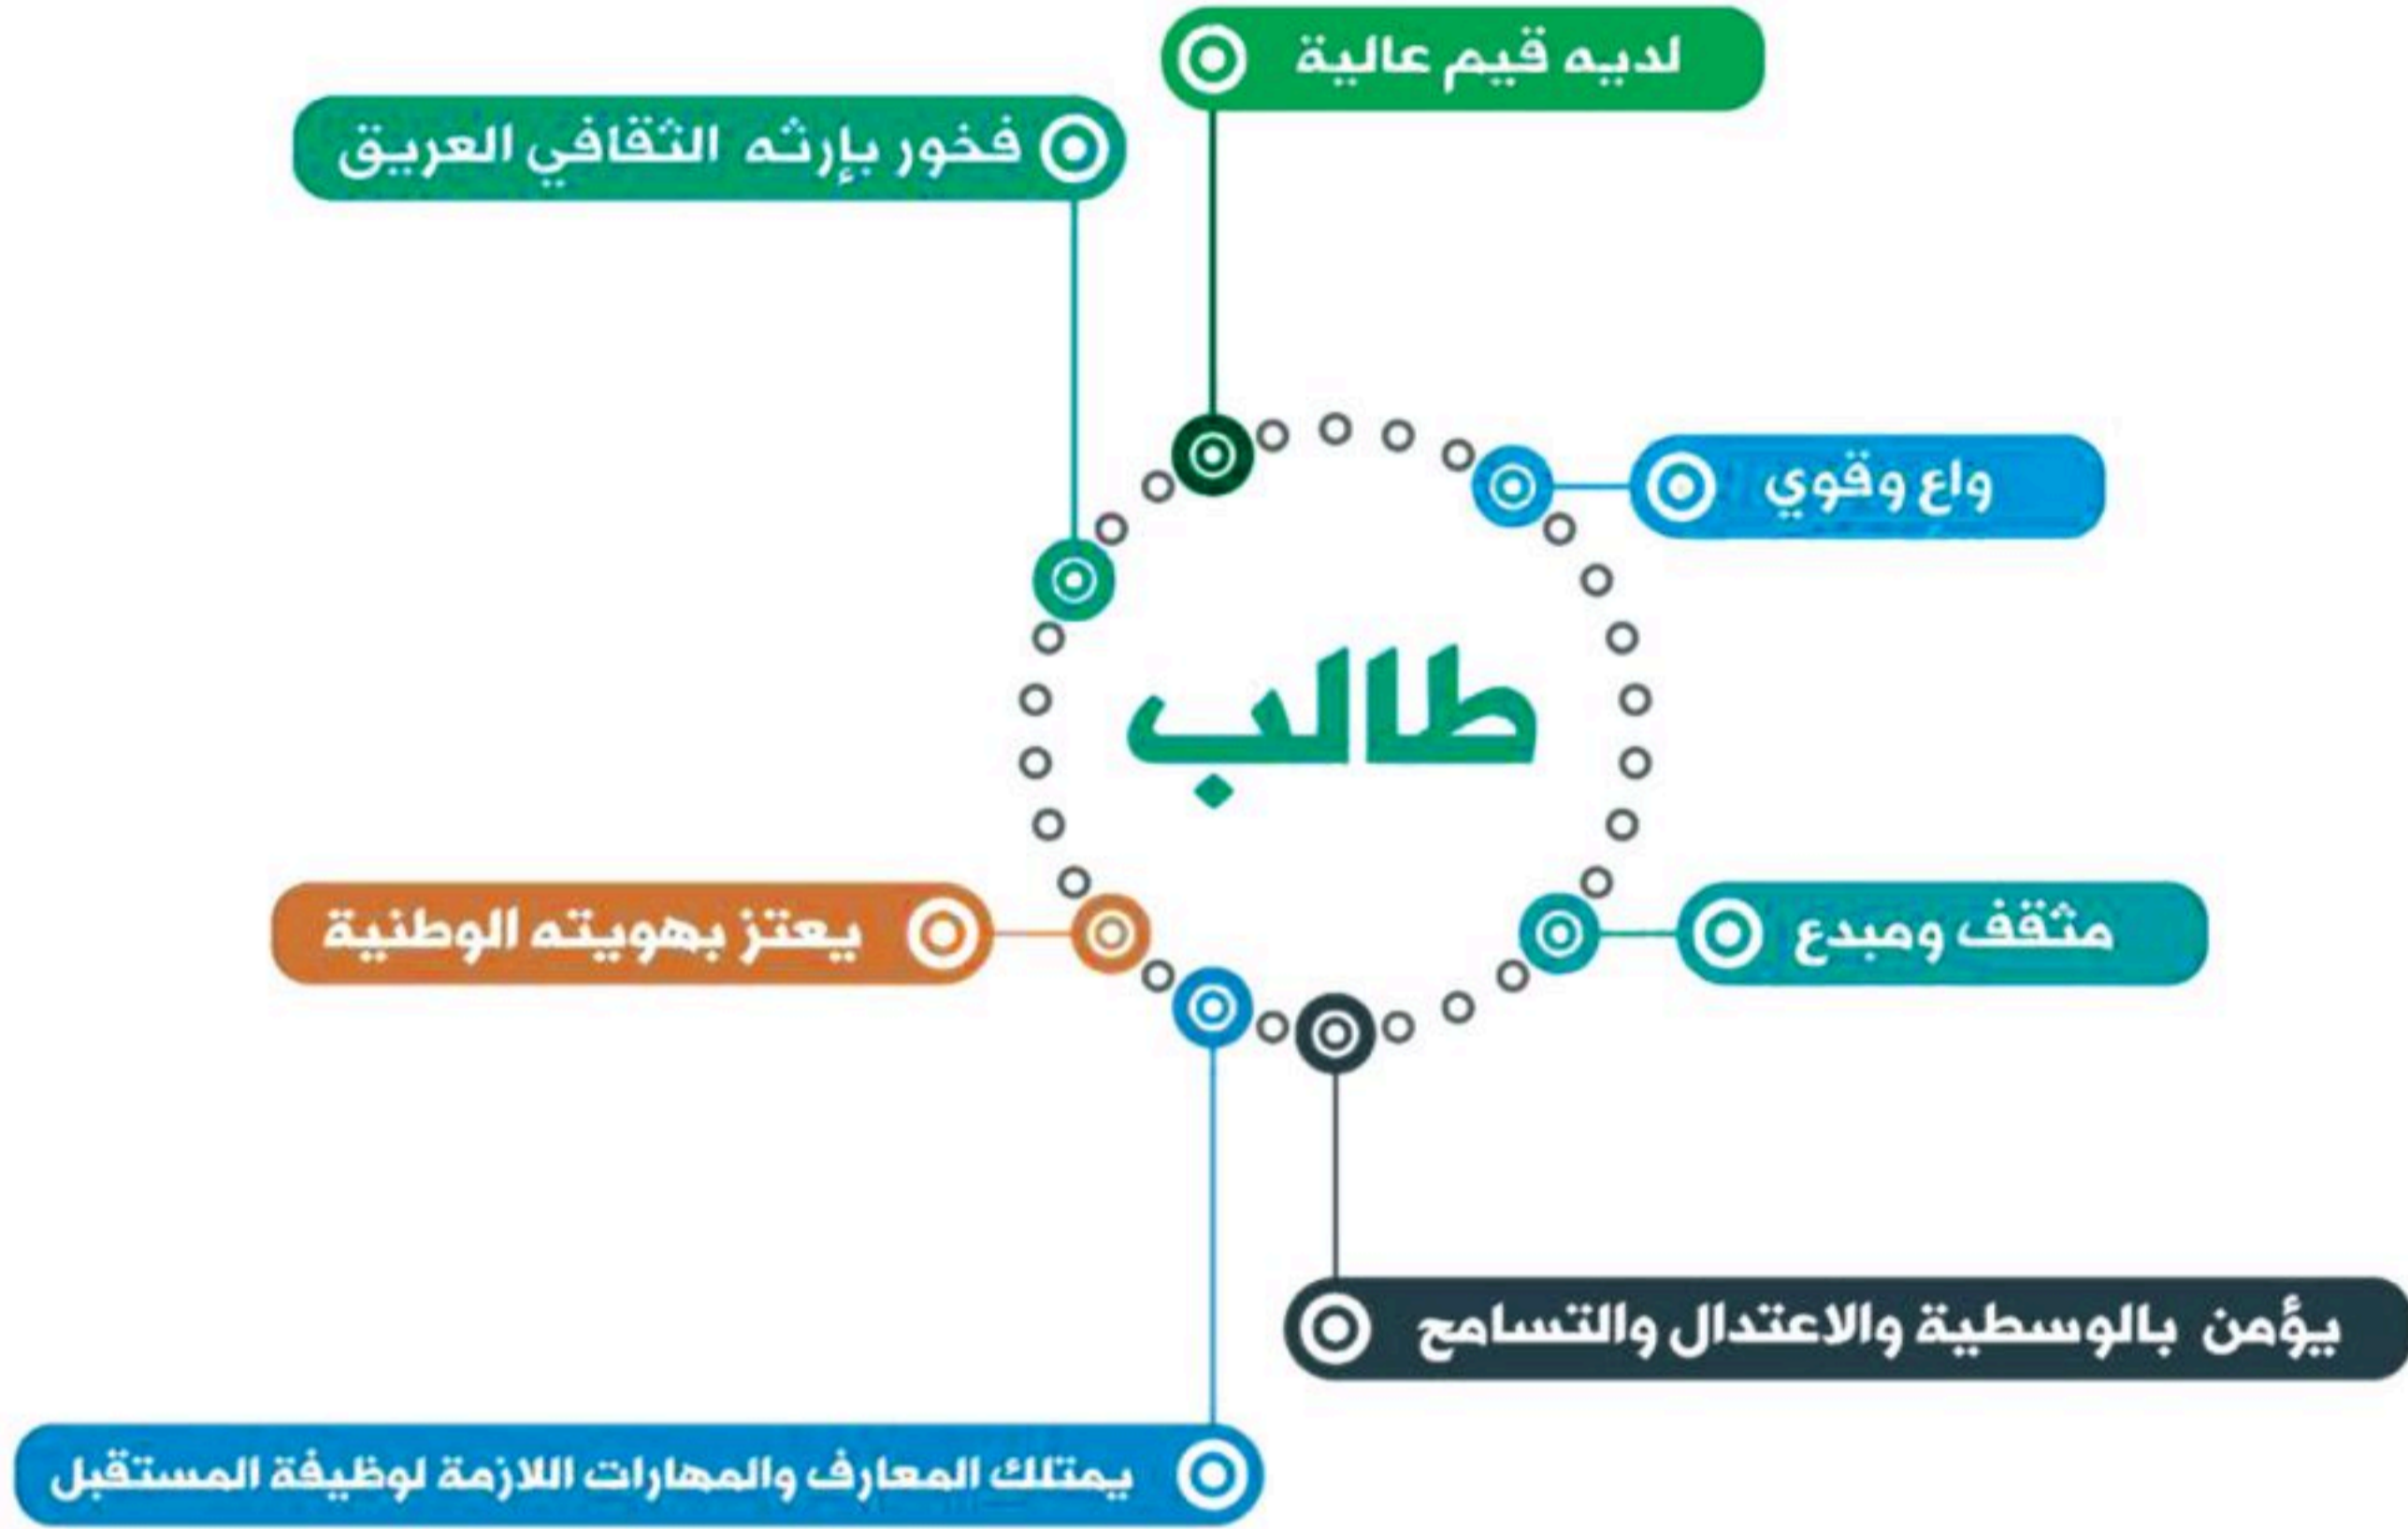 لديه قيم عالية
فخور بإرثه الثقافي العريق
واع وقوي
طالب
مثقف ومبدع
يعتز بهويته الوطنية
يؤمن بالوسطية والاعتدال والتسامح
يمتلك المعارف والمهارات اللازمة لوظيفة المستقبل